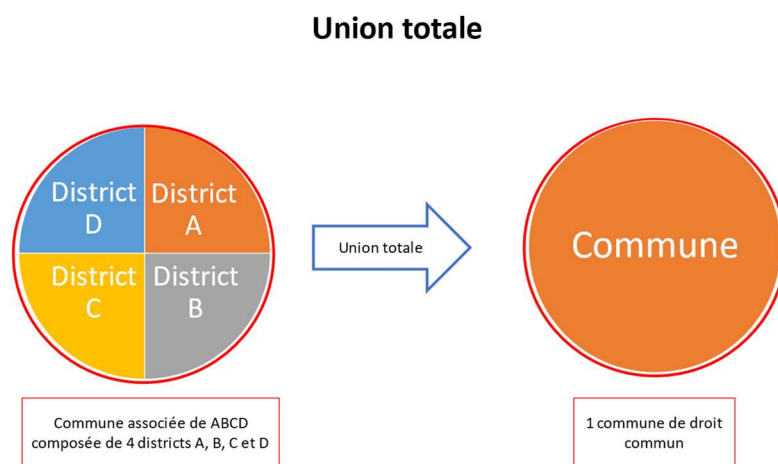 Union totale
District
D
District
A
District
C
District
B
Union totale
Commune
Commune associée de ABCD
composée de 4 districts A, B, C et D
1 commune de droit
commun